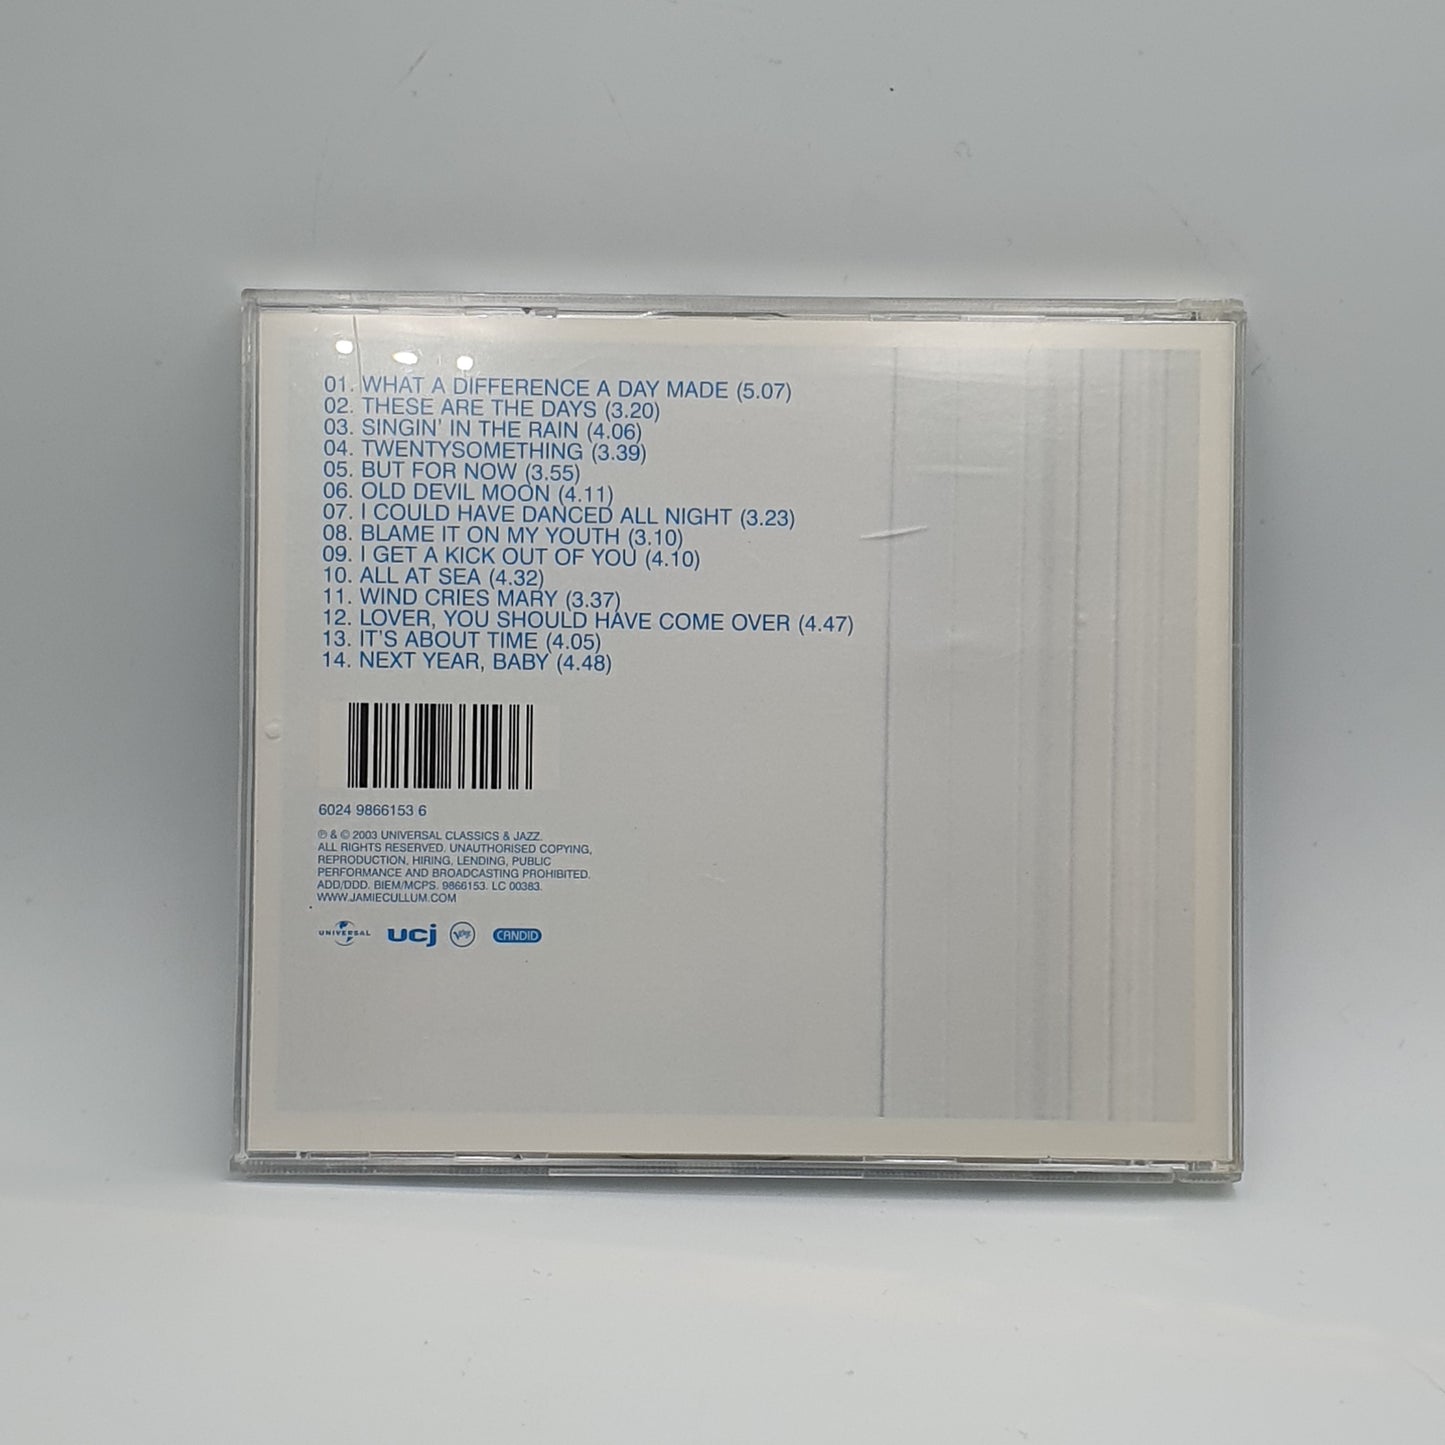 01. WHAT A DIFFERENCE A DAY MADE (5.07)
02. THESE ARE THE DAYS (3.20)
03. SINGIN' IN THE RAIN (4.06)
04. TWENTYSOMETHING (3.39)
05. BUT FOR NOW (3.55)
06. OLD DEVIL MOON (4.11)
07. I COULD HAVE DANCED ALL NIGHT (3.23)
08. BLAME IT ON MY YOUTH (3.10)
09. I GET A KICK OUT OF YOU (4.10)
10. ALL AT SEA (4.32)
11. WIND CRIES MARY (3.37)
12. LOVER, YOU SHOULD HAVE COME OVER (4.47)
13. IT'S ABOUT TIME (4.05)
14. NEXT YEAR, BABY (4.48)
6024 9866153 6
℗ & © 2003 UNIVERSAL CLASSICS & JAZZ.
ALL RIGHTS RESERVED. UNAUTHORISED COPYING,
REPRODUCTION, HIRING, LENDING, PUBLIC
PERFORMANCE AND BROADCASTING PROHIBITED.
ADD/DDD. BIEM/MCPS. 9866153. LC 00383.
WWW.JAMIECULLUM.COM
UNIVERSAL ucj Verve CANDID